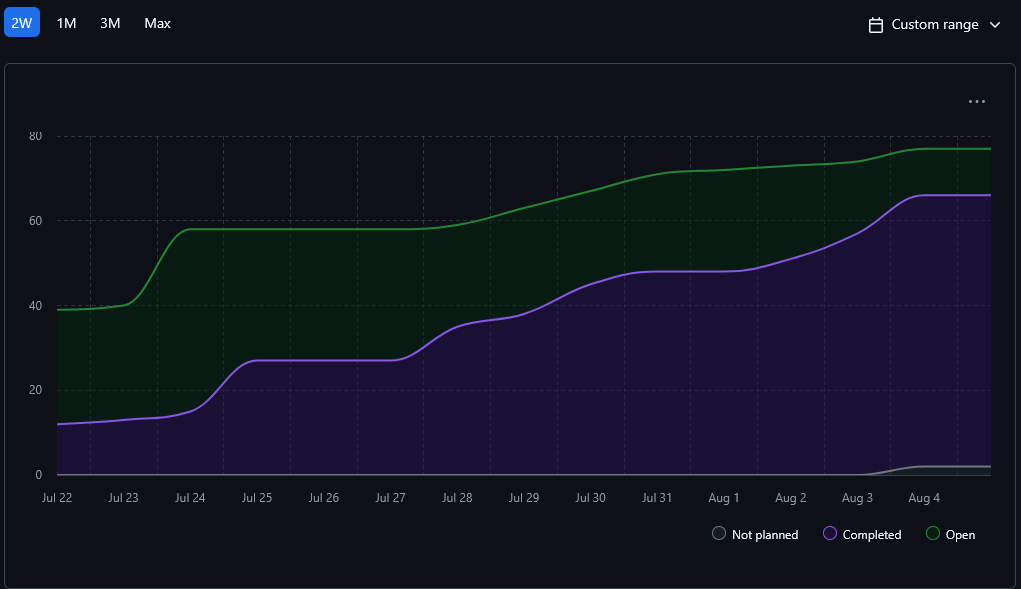 2W 1M 3M Max Custom range
80
60
40
20
0
Jul 22 Jul 23 Jul 24 Jul 25 Jul 26 Jul 27 Jul 28 Jul 29 Jul 30 Jul 31 Aug 1 Aug 2 Aug 3 Aug 4
Not planned Completed Open